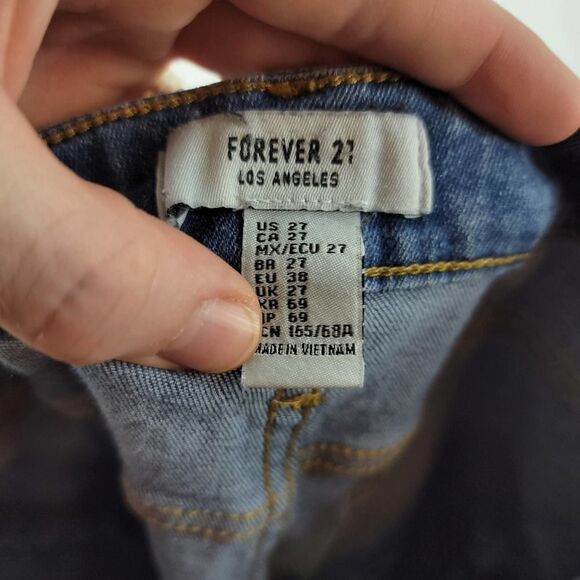 FOREVER 21
LOS ANGELES
US 27
CA 27
MX/ECU 27
BR 27
EU 38
UK 27
KR 69
JP 69
CN 165/68A
MADE IN VIETNAM